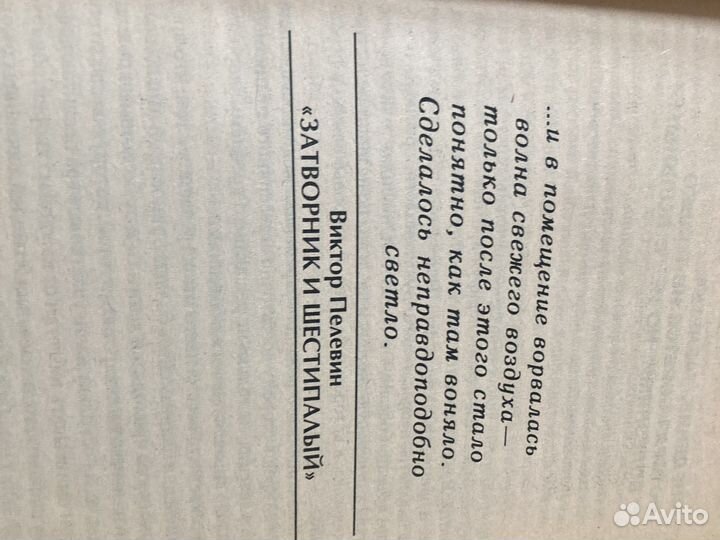 ...и в помещение ворвалась
волна свежего воздуха—
только после этого стало
понятно, как там воняло.
Сделалось неправдоподобно
светло.
Виктор Пелевин
«ЗАТВОРНИК И ШЕСТИПАЛЫЙ»
Avito